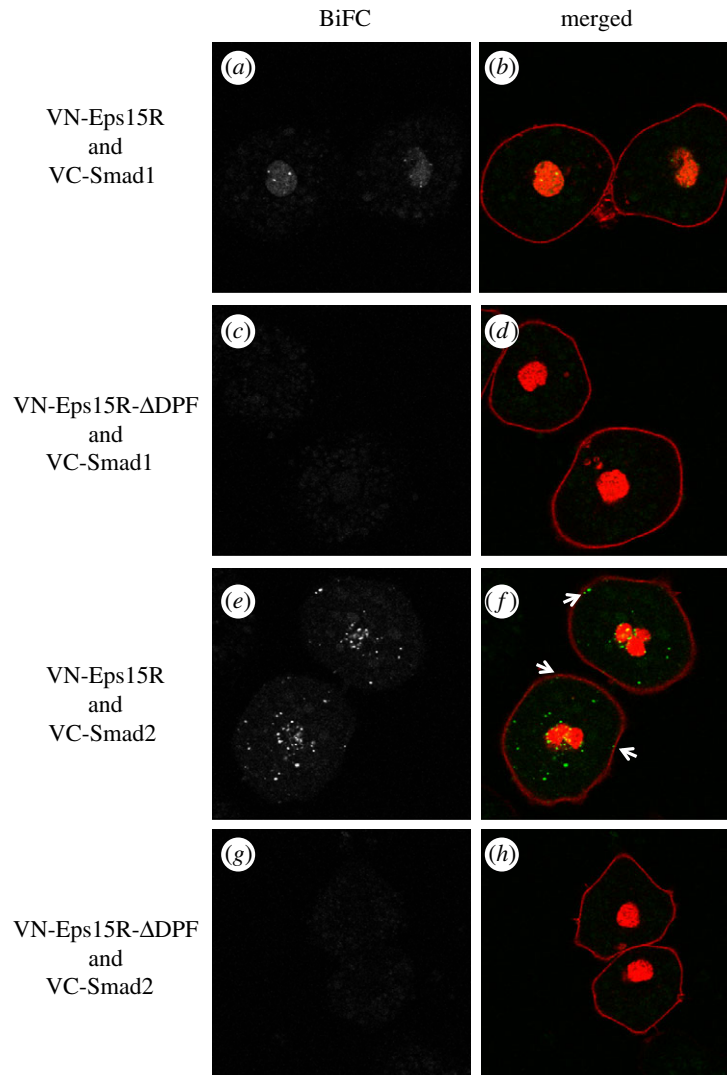 BiFC merged
(a) (b)
VN-Eps15R
and
VC-Smad1
(c) (d)
VN-Eps15R-ΔDPF
and
VC-Smad1
(e) (f)
VN-Eps15R
and
VC-Smad2
(g) (h)
VN-Eps15R-ΔDPF
and
VC-Smad2